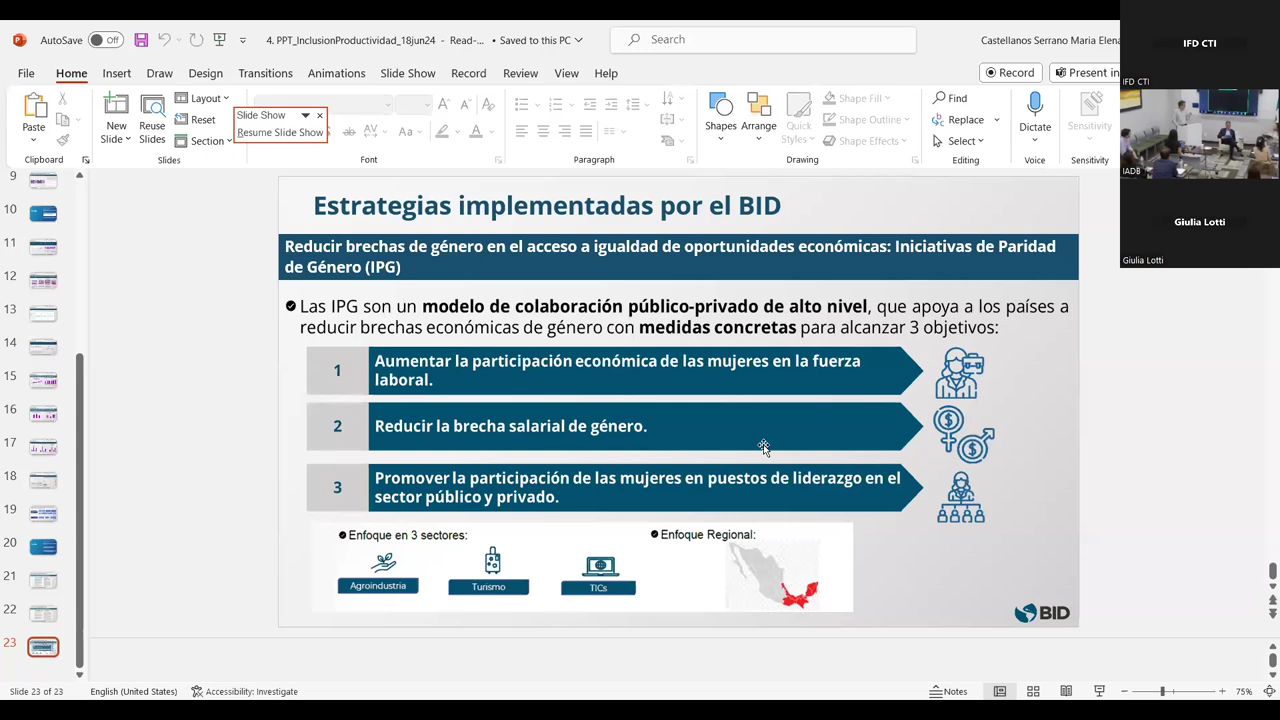 AutoSave
Off
4. PPT_InclusionProductividad_18jun24 - Read-... • Saved to this PC
Search
Castellanos Serrano Maria Elena
IFD CTI
IFD CTI
File
Home
Insert
Draw
Design
Transitions
Animations
Slide Show
Record
Review
View
Help
Record
Present in
Paste
New
Slide
Reuse
Slides
Layout
Reset
Section
Slide Show
Resume Slide Show
Aa
Shapes
Arrange
Quick
Styles
Shape Fill
Shape Outline
Shape Effects
Find
Replace
Select
Dictate
Sensitivity
Clipboard
Slides
Font
Paragraph
Drawing
Editing
Voice
Sensitivity
IADB
Giulia Lotti
Giulia Lotti
9
10
11
12
13
14
15
16
17
18
19
20
21
22
23
Estrategias implementadas por el BID
Reducir brechas de género en el acceso a igualdad de oportunidades económicas: Iniciativas de Paridad
de Género (IPG)
Las IPG son un modelo de colaboración público-privado de alto nivel, que apoya a los países a
reducir brechas económicas de género con medidas concretas para alcanzar 3 objetivos:
1
Aumentar la participación económica de las mujeres en la fuerza
laboral.
2
Reducir la brecha salarial de género.
3
Promover la participación de las mujeres en puestos de liderazgo en el
sector público y privado.
Enfoque en 3 sectores:
Agroindustria
Turismo
TICs
Enfoque Regional:
BID
Slide 23 of 23
English (United States)
Accessibility: Investigate
Notes
75%